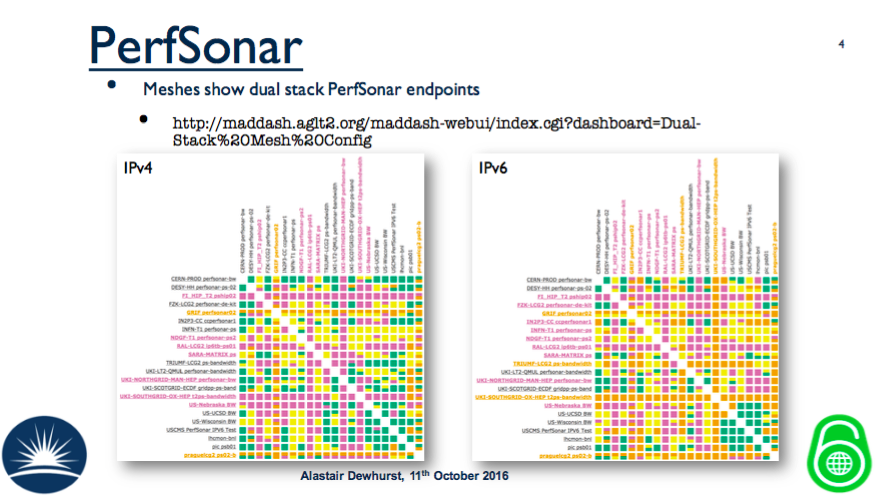 PerfSonar
4
• Meshes show dual stack PerfSonar endpoints
• http://maddash.aglt2.org/maddash-webui/index.cgi?dashboard=Dual-
Stack%20Mesh%20Config
IPv4
CERN-PROD perfsonar-bw
DESY-HH perfsonar-ps-02
FI_HIP_T2 pship02
FZK-LCG2 perfsonar-de-kit
GRIF perfsonar02
IN2P3-CC ccperfsonar1
INFN-T1 perfsonar-ps
NDGF-T1 perfsonar-ps2
RAL-LCG2 lpbtb-ps01
SARA-MATRIX ps
TRIUMF-LCG2 ps-bandwidth
UKI-LT2-QMUL perfonar-bandwidth
UKI-NORTHGRID-MAN-HEP perfsonar-bw
UKI-SCOTGRID-ECDF gridpp-ps-band
UKI-SOUTHGRID-OX-HEP t2ps-bandwidth
US-Nebraska BW
US-UCSD BW
US-Wisconsin BW
USCMS PerfSonar IPV6 Test
lhcmon-bnl
pic psb01
praguelcg2 ps02-b
IPv6
CERN-PROD perfsonar-bw
DESY-HH perfsonar-ps-02
FI_HIP_T2 pship02
FZK-LCG2 perfsonar-de-kit
GRIF perfsonar02
IN2P3-CC ccperfsonar1
INFN-T1 perfsonar-ps
NDGF-T1 perfsonar-ps2
RAL-LCG2 lpbtb-ps01
SARA-MATRIX ps
TRIUMF-LCG2 ps-bandwidth
UKI-LT2-QMUL perfonar-bandwidth
UKI-NORTHGRID-MAN-HEP perfsonar-bw
UKI-SCOTGRID-ECDF gridpp-ps-band
UKI-SOUTHGRID-OX-HEP t2ps-bandwidth
US-Nebraska BW
US-UCSD BW
US-Wisconsin BW
USCMS PerfSonar IPV6 Test
lhcmon-bnl
pic psb01
praguelcg2 ps02-b
Alastair Dewhurst, 11th October 2016